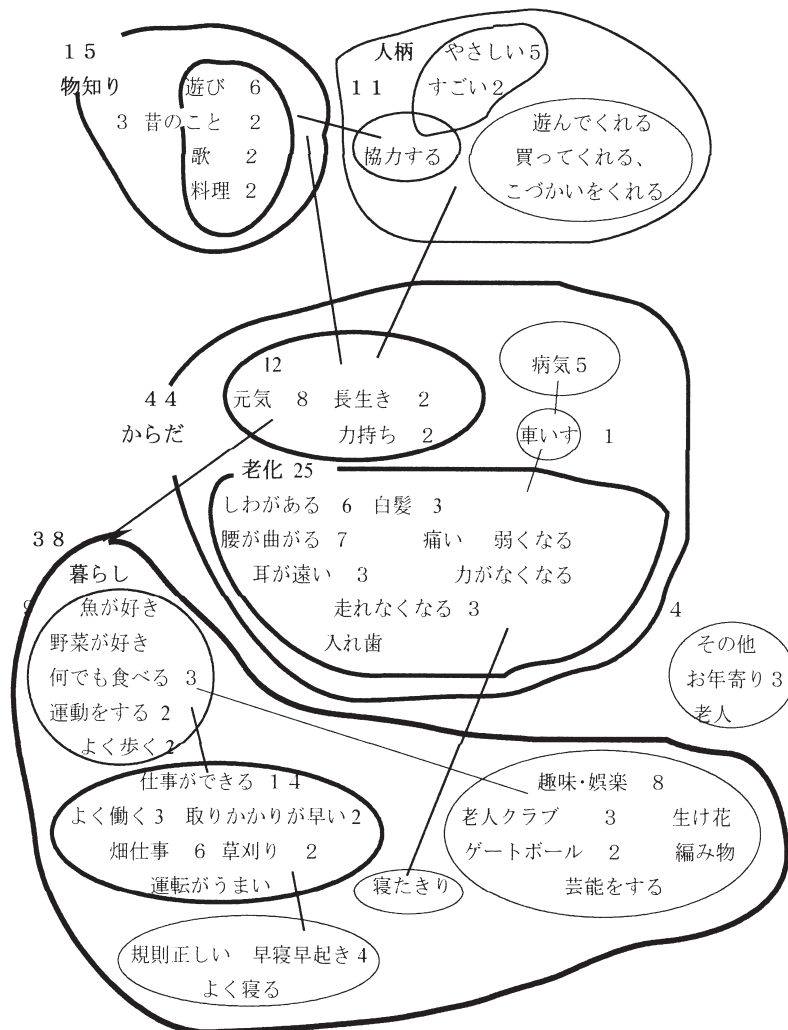 １５
物知り
遊び　６
３　昔のこと　２
歌　２
料理　２
人柄　やさしい５
１１　すごい２
協力する
遊んでくれる
買ってくれる、
こづかいをくれる
１２
元気　８　長生き　２
力持ち　２
４４
からだ
病気５
車いす　１
老化 25
しわがある　６　白髪　３
腰が曲がる　７　痛い　弱くなる
耳が遠い　３　力がなくなる
走れなくなる　３
入れ歯
３８
暮らし
９　魚が好き
野菜が好き
何でも食べる　３
運動をする　２
よく歩く２
仕事ができる　１４
よく働く３　取りかかりが早い２
畑仕事　６　草刈り　２
運転がうまい
規則正しい　早寝早起き４
よく寝る
寝たきり
趣味・娯楽　８
老人クラブ　３　生け花
ゲートボール　２　編み物
芸能をする
４
その他
お年寄り３
老人